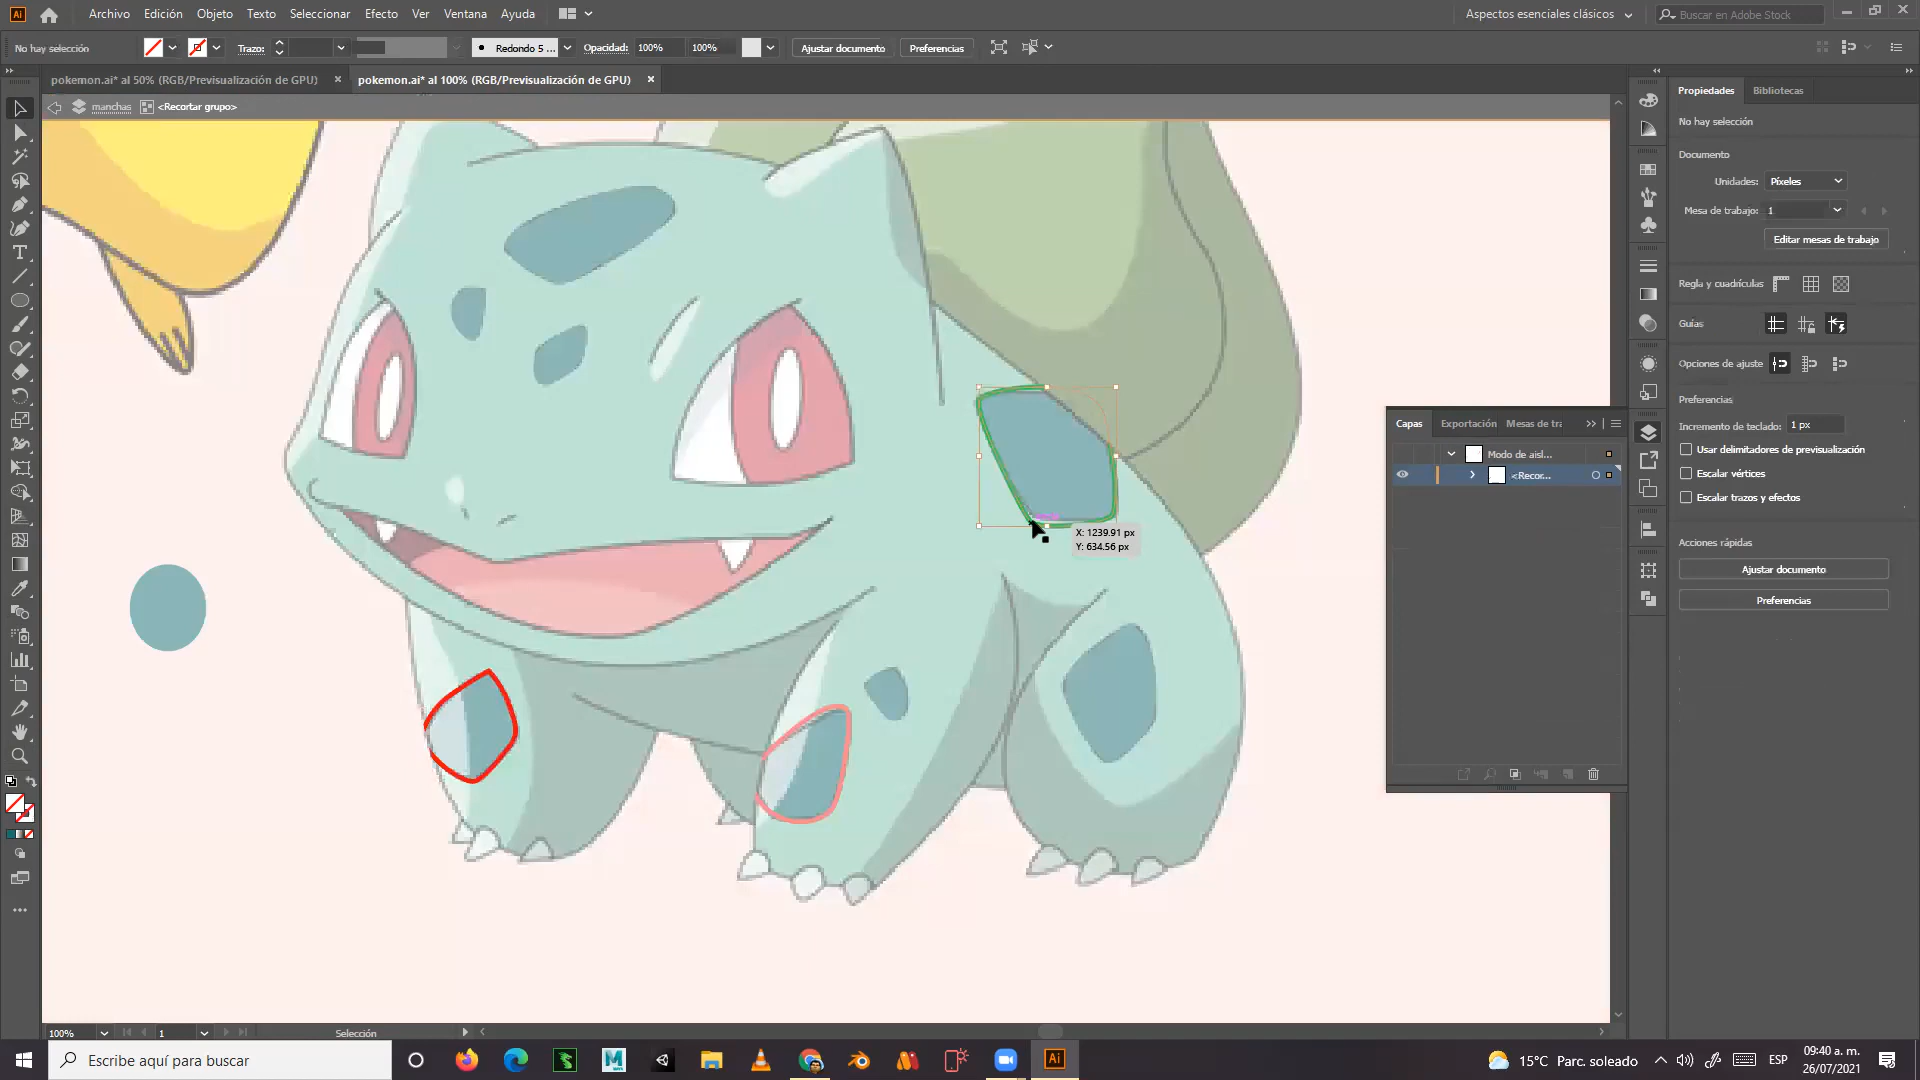 Ai Archivo Edición Objeto Texto Seleccionar Efecto Ver Ventana Ayuda Aspectos esenciales clásicos Buscar en Adobe Stock
No hay selección Trazo: Redondo 5 ... Opacidad: 100% 100% Ajustar documento Preferencias
pokemon.ai* al 50% (RGB/Previsualización de GPU) pokemon.ai* al 100% (RGB/Previsualización de GPU)
manchas <Recortar grupo>
Propiedades Bibliotecas
No hay selección
Documento
Unidades: Píxeles
Mesa de trabajo: 1
Editar mesas de trabajo
Regla y cuadrículas
Guías
Opciones de ajuste
Preferencias
Incremento de teclado: 1 px
Usar delimitadores de previsualización
Escalar vértices
Escalar trazos y efectos
Acciones rápidas
Ajustar documento
Preferencias
Capas Exportación Mesas de tra
Modo de aisl...
<Recor...
X: 1239.91 px
Y: 634.56 px
100% 1 Selección
Escribe aquí para buscar
Ai
15°C Parc. soleado ESP
09:40 a. m.
26/07/2021